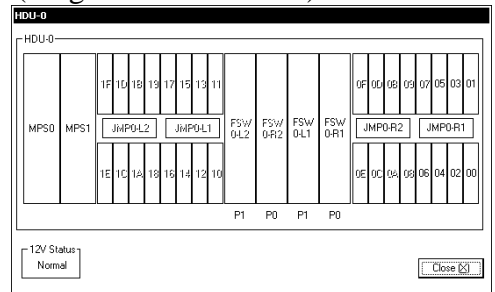 HDU-0
HDU-0
1F 1D 1B 19 17 15 13 11
0F 0D 0B 09 07 05 03 01
MPS0 MPS1 JMP0-L2 JMP0-L1 FSW 0-L2 FSW 0-R2 FSW 0-L1 FSW 0-R1 JMP0-R2 JMP0-R1
1E 1C 1A 18 16 14 12 10
0E 0C 0A 08 06 04 02 00
P1 P0 P1 P0
12V Status
Normal
Close